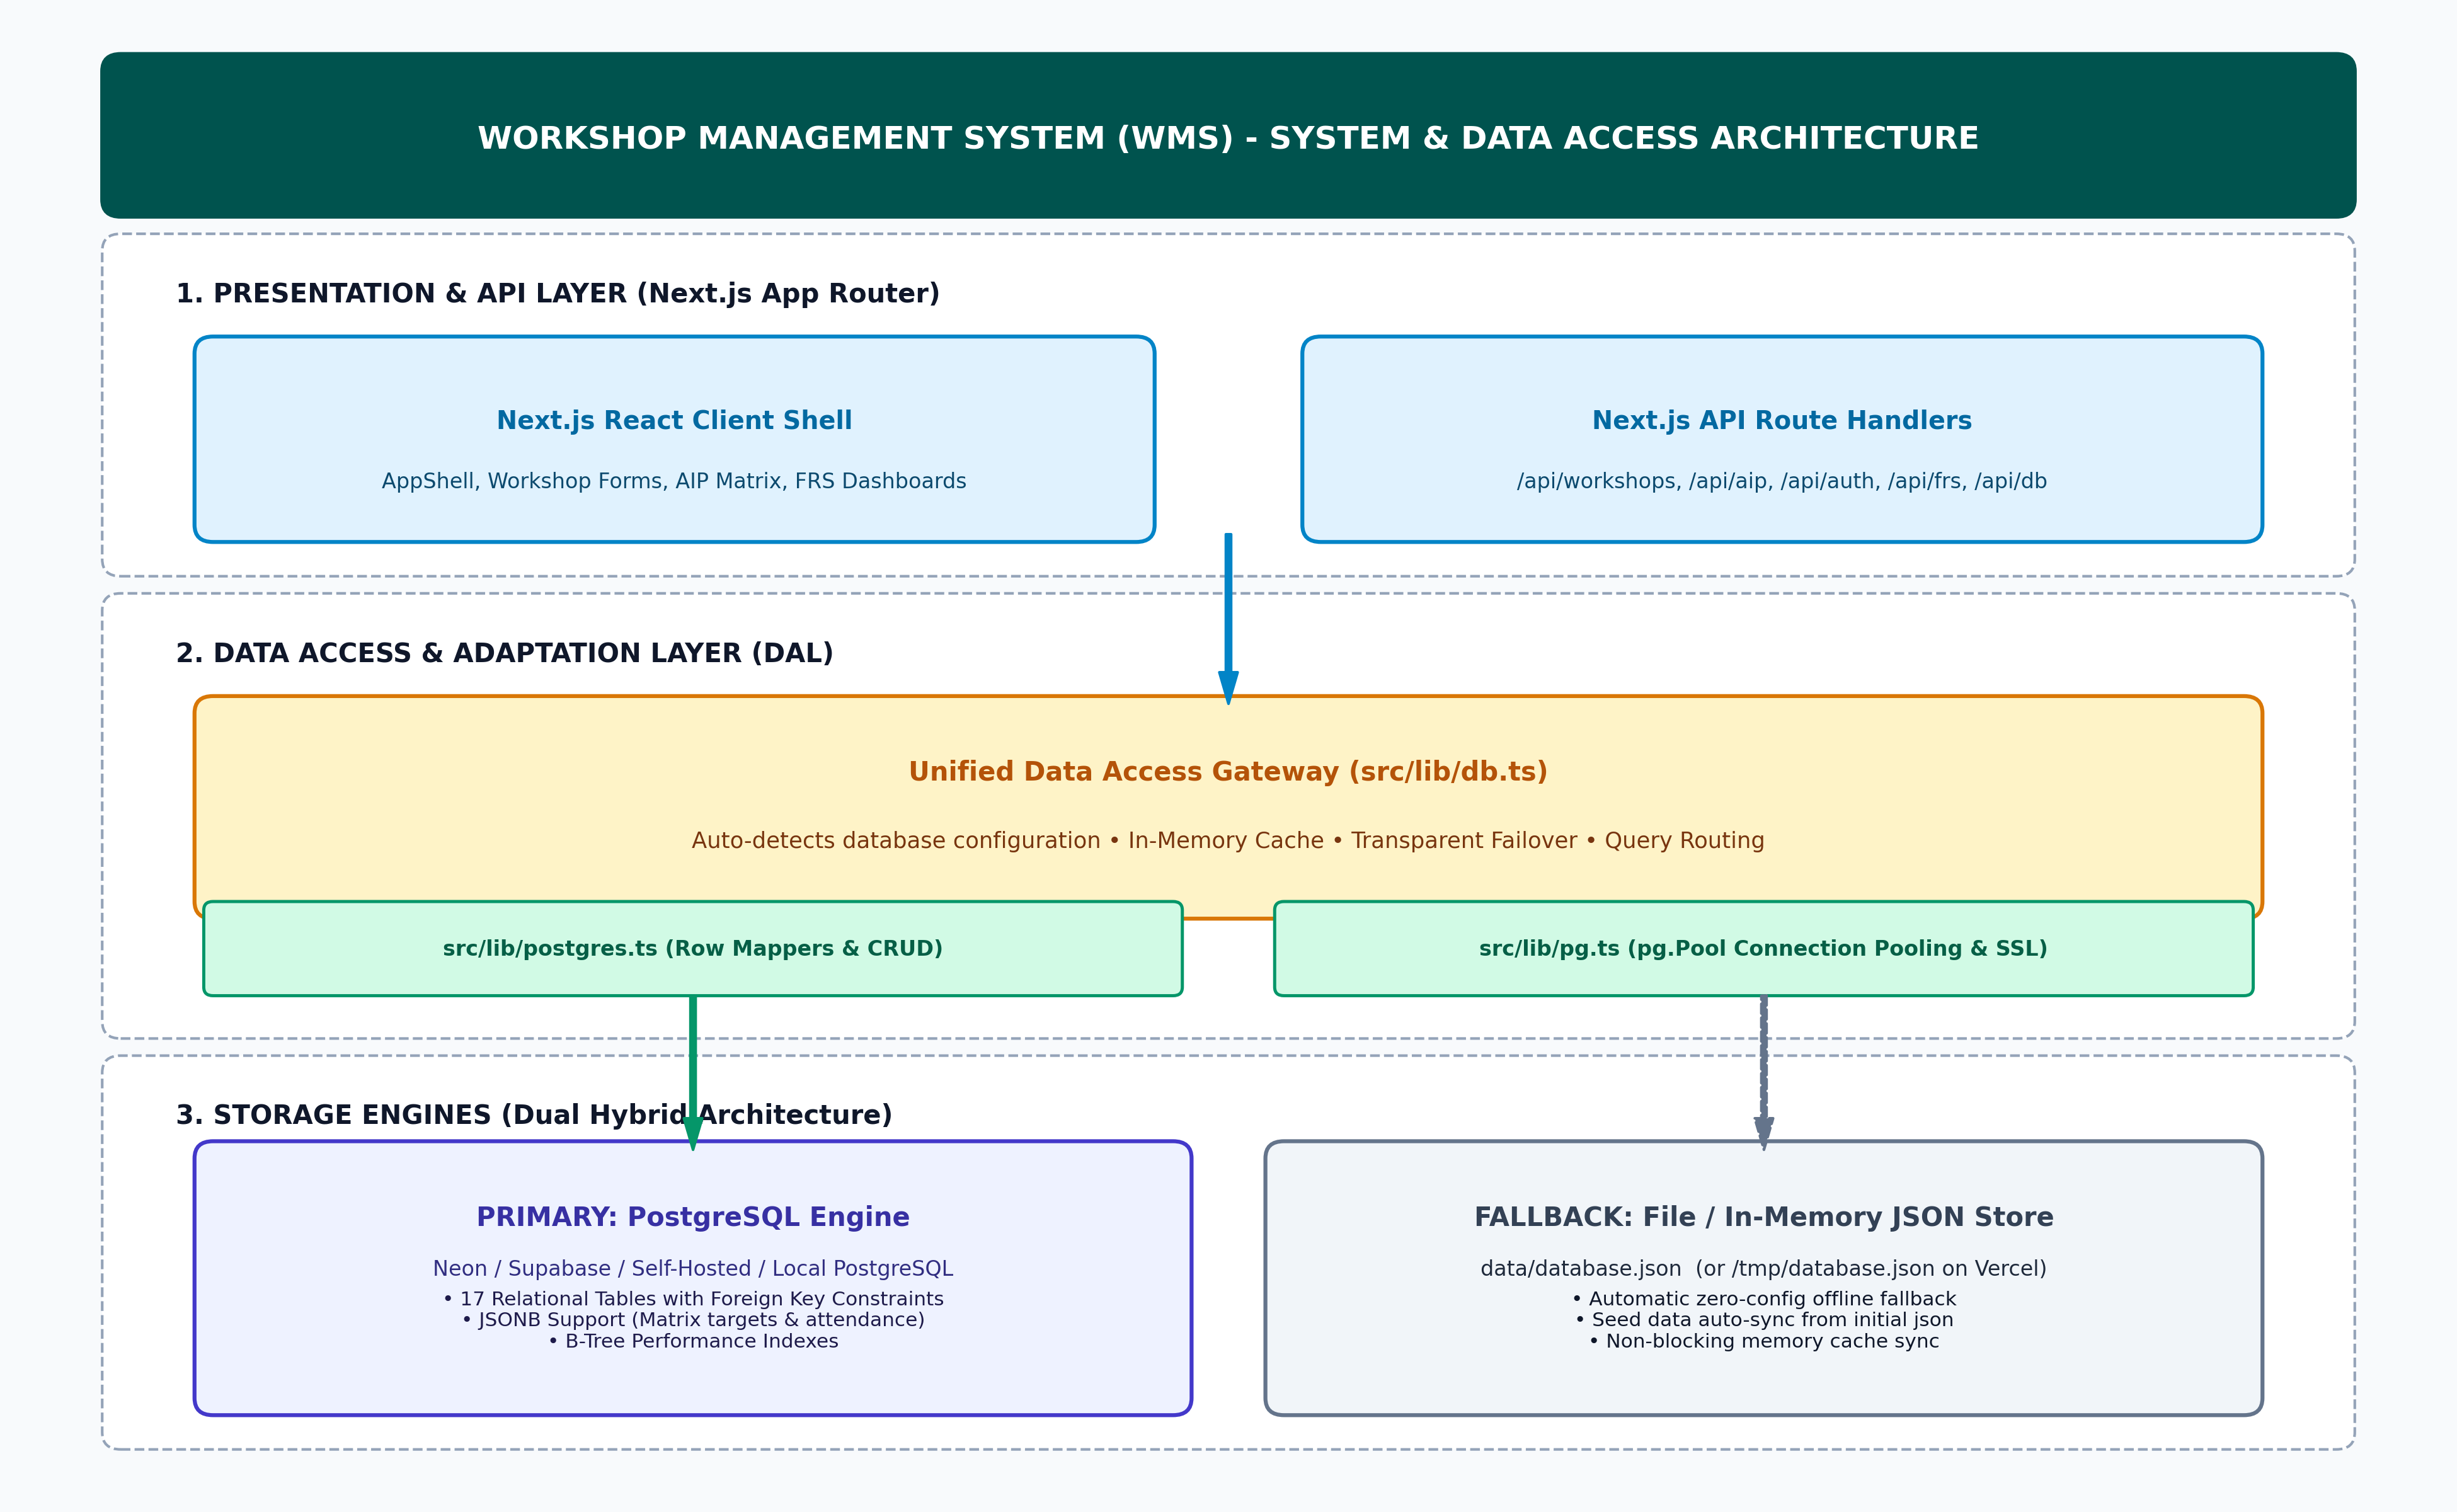 WORKSHOP MANAGEMENT SYSTEM (WMS) - SYSTEM & DATA ACCESS ARCHITECTURE
1. PRESENTATION & API LAYER (Next.js App Router)
Next.js React Client Shell
AppShell, Workshop Forms, AIP Matrix, FRS Dashboards
Next.js API Route Handlers
/api/workshops, /api/aip, /api/auth, /api/frs, /api/db
2. DATA ACCESS & ADAPTATION LAYER (DAL)
Unified Data Access Gateway (src/lib/db.ts)
Auto-detects database configuration • In-Memory Cache • Transparent Failover • Query Routing
src/lib/postgres.ts (Row Mappers & CRUD)
src/lib/pg.ts (pg.Pool Connection Pooling & SSL)
3. STORAGE ENGINES (Dual Hybrid Architecture)
PRIMARY: PostgreSQL Engine
Neon / Supabase / Self-Hosted / Local PostgreSQL
• 17 Relational Tables with Foreign Key Constraints
• JSONB Support (Matrix targets & attendance)
• B-Tree Performance Indexes
FALLBACK: File / In-Memory JSON Store
data/database.json  (or /tmp/database.json on Vercel)
• Automatic zero-config offline fallback
• Seed data auto-sync from initial json
• Non-blocking memory cache sync